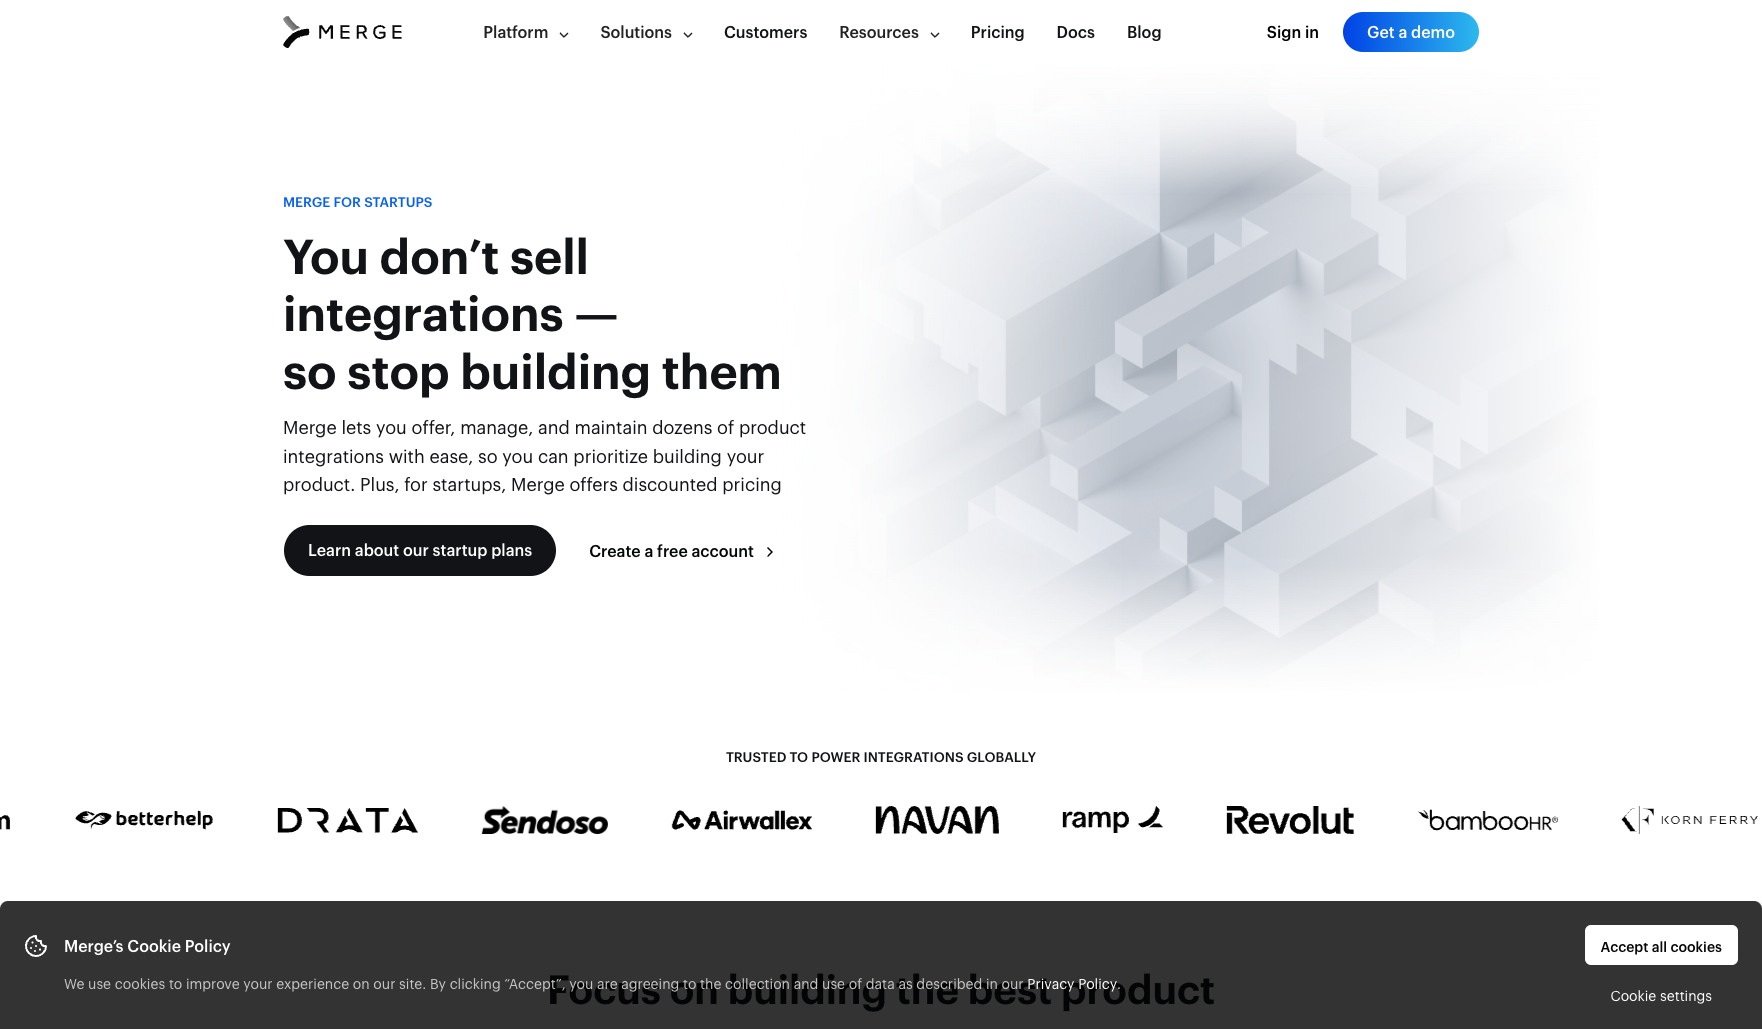 MERGE
Platform
Solutions
Customers
Resources
Pricing
Docs
Blog
Sign in
Get a demo
MERGE FOR STARTUPS
You don’t sell
integrations —
so stop building them
Merge lets you offer, manage, and maintain dozens of product
integrations with ease, so you can prioritize building your
product. Plus, for startups, Merge offers discounted pricing
Learn about our startup plans
Create a free account
TRUSTED TO POWER INTEGRATIONS GLOBALLY
betterhelp
DRATA
Sendoso
Airwallex
NAVAN
ramp
Revolut
bambooHR®
KORN FERRY
Merge’s Cookie Policy
Accept all cookies
We use cookies to improve your experience on our site. By clicking “Accept”, you are agreeing to the collection and use of data as described in our Privacy Policy.
Focus on building the best product
Cookie settings